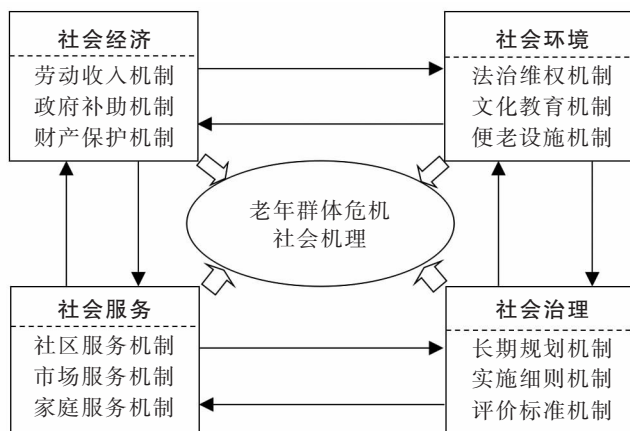 社会经济
劳动收入机制
政府补助机制
财产保护机制
社会环境
法治维权机制
文化教育机制
便老设施机制
老年群体危机
社会机理
社会服务
社区服务机制
市场服务机制
家庭服务机制
社会治理
长期规划机制
实施细则机制
评价标准机制